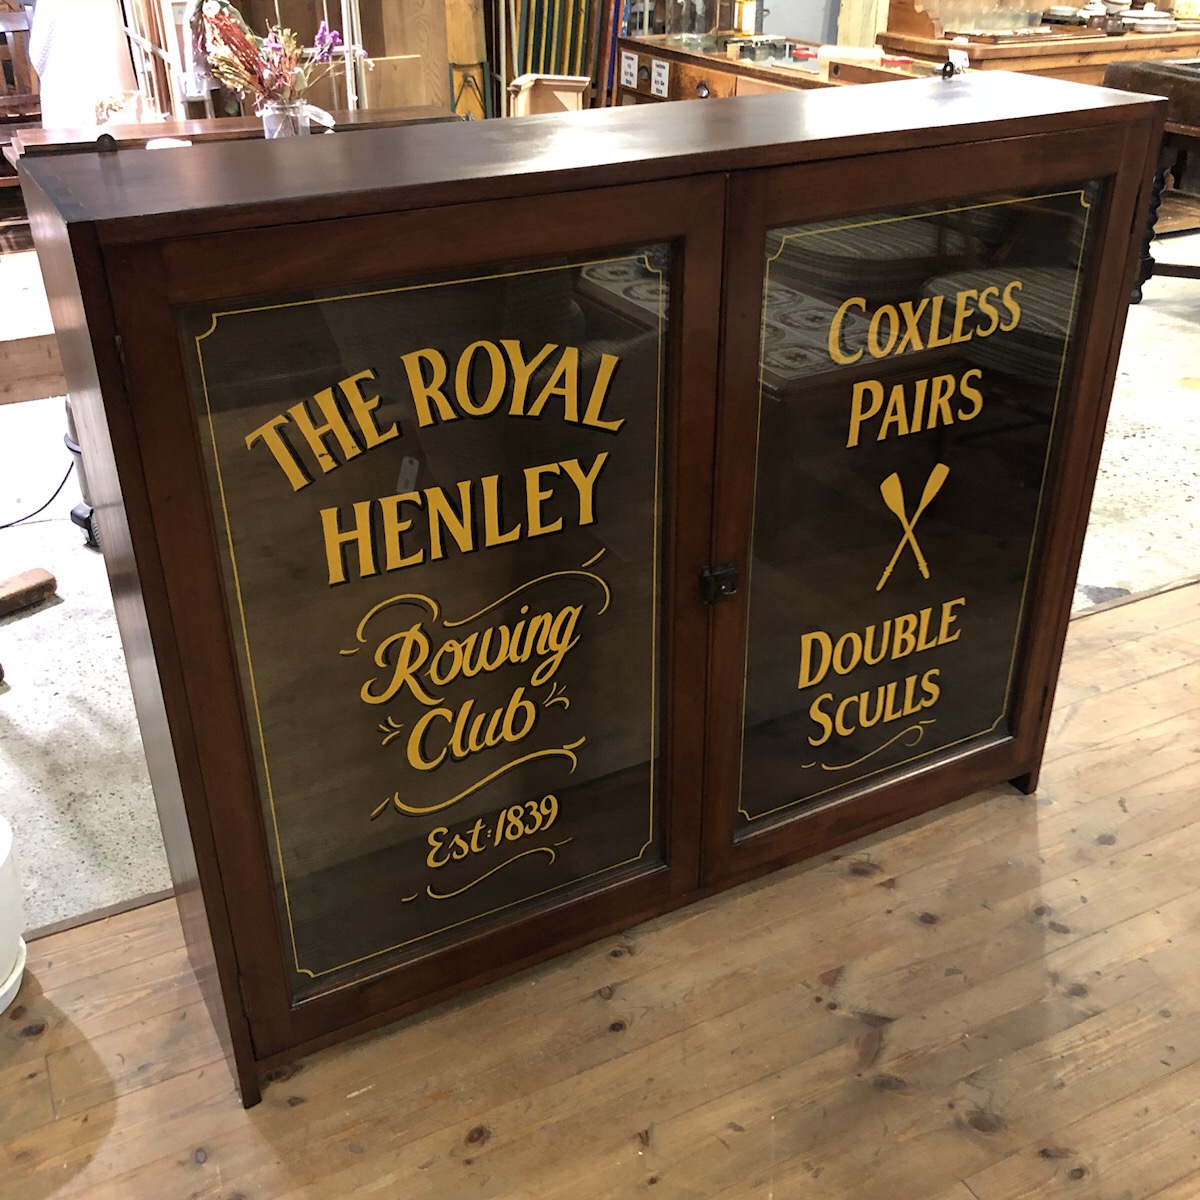 THE ROYAL
HENLEY
Rowing
Club
Est: 1839
COXLESS
PAIRS
DOUBLE
SCULLS